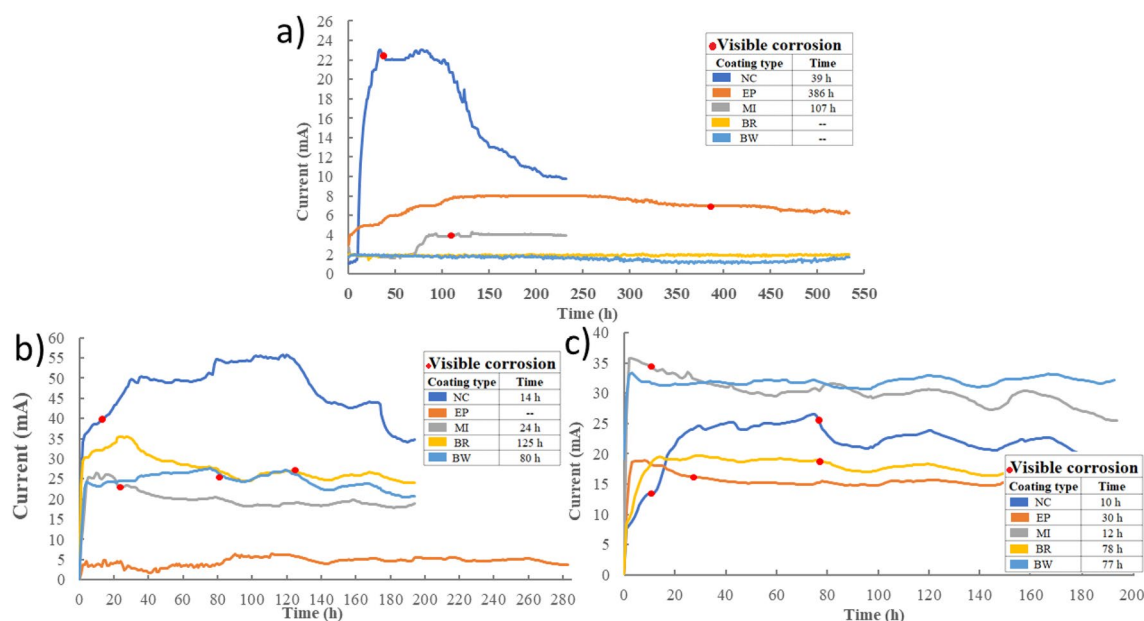 a)
26
24
22
20
18
16
14
12
10
8
6
4
2
0
Current (mA)
0 50 100 150 200 250 300 350 400 450 500 550
Time (h)
Visible corrosion
Coating type Time
NC 39 h
EP 386 h
MI 107 h
BR --
BW --
b)
60
55
50
45
40
35
30
25
20
15
10
5
0
Current (mA)
0 20 40 60 80 100 120 140 160 180 200 220 240 260 280
Time (h)
Visible corrosion
Coating type Time
NC 14 h
EP --
MI 24 h
BR 125 h
BW 80 h
c)
40
35
30
25
20
15
10
5
0
Current (mA)
0 20 40 60 80 100 120 140 160 180 200
Time (h)
Visible corrosion
Coating type Time
NC 10 h
EP 30 h
MI 12 h
BR 78 h
BW 77 h